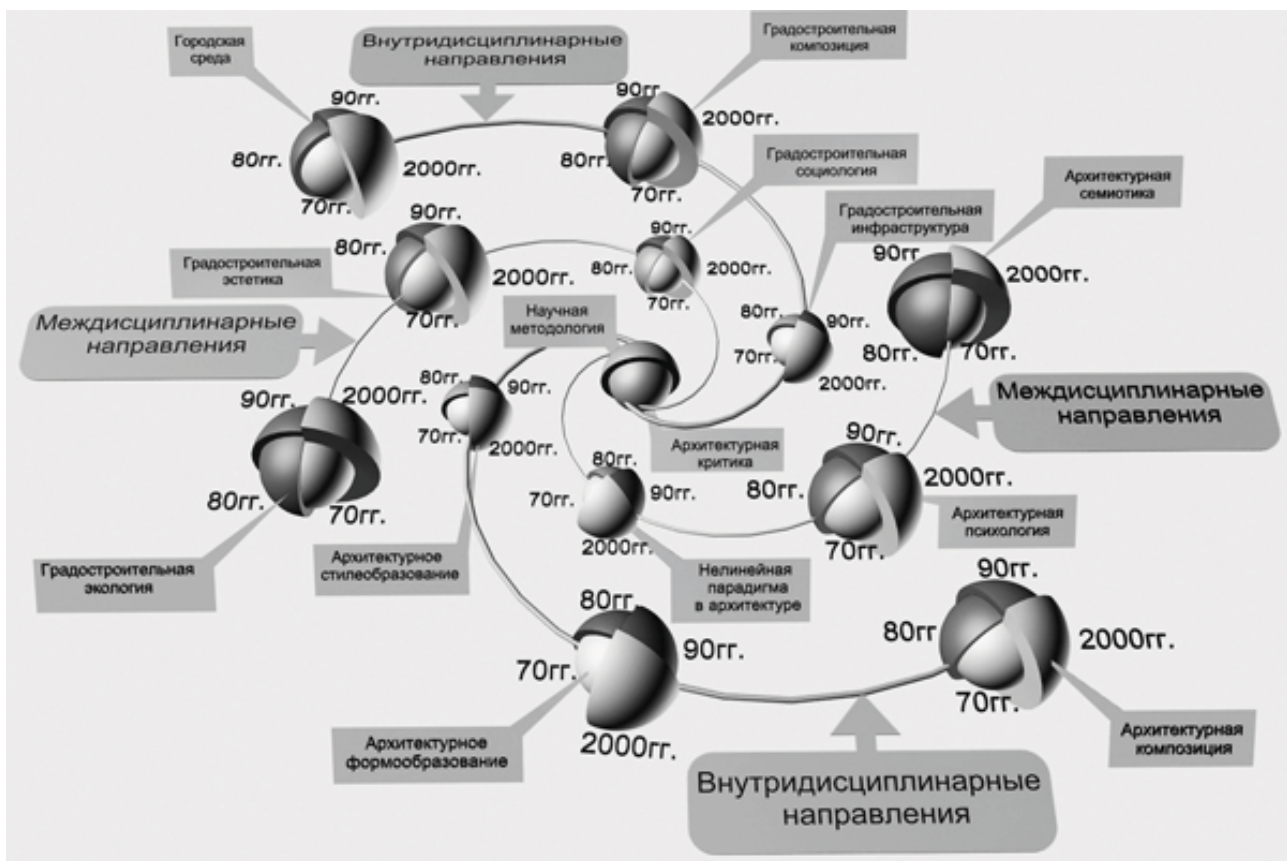 Городская
среда
Внутридисциплинарные
направления
Градостроительная
композиция
90гг.
80гг.
2000гг.
70гг.
90гг.
2000гг.
80гг.
70гг.
Градостроительная
социология
Архитектурная
семиотика
90гг.
80гг.
2000гг.
70гг.
90гг.
80гг.
2000гг.
70гг.
Градостроительная
инфраструктура
90гг
2000гг.
80гг.
70гг.
Градостроительная
эстетика
Научная
методология
80гг.
90гг.
70гг.
2000гг.
Междисциплинарные
направления
Междисциплинарные
направления
90гг.
2000гг.
80гг.
70гг.
80гг.
90гг.
70гг.
2000гг.
Архитектурная
критика
80гг.
90гг.
70гг.
2000гг.
90гг.
80гг.
2000гг.
70гг.
Архитектурная
психология
Градостроительная
экология
Архитектурное
стилеобразование
Нелинейная
парадигма
в архитектуре
80гг.
90гг.
70гг.
2000гг.
90гг.
80гг
2000гг.
70гг.
Архитектурное
формообразование
Архитектурная
композиция
Внутридисциплинарные
направления